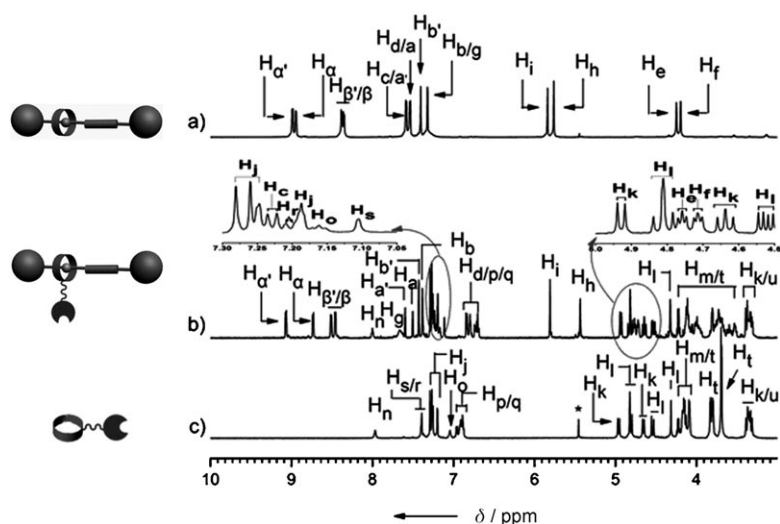 a)
Hα'
Hα
Hβ'/β
Hc/a'
Hd/a
Hb'
Hb/g
Hi
Hh
He
Hf
Hj
Hc
Hr
Hj
Ho
Hs
7.30 7.25 7.20 7.15 7.10 7.05
Hk
Hl
He
Hf
Hk
Hl
4.9 4.8 4.7 4.6
b)
Hα'
Hα
Hβ'/β
Hn
Hg
Ha'
Hb'
Ha
Hb
Hd/p/q
Hi
Hh
Hl
Hm/t
Hk/u
c)
Hn
Hs/r
Hj
Ho
Hp/q
*
Hk
Hl
Hk
Hl
Hl
Hm/t
Ht
Ht
Hk/u
10 9 8 7 6 5 4
δ / ppm